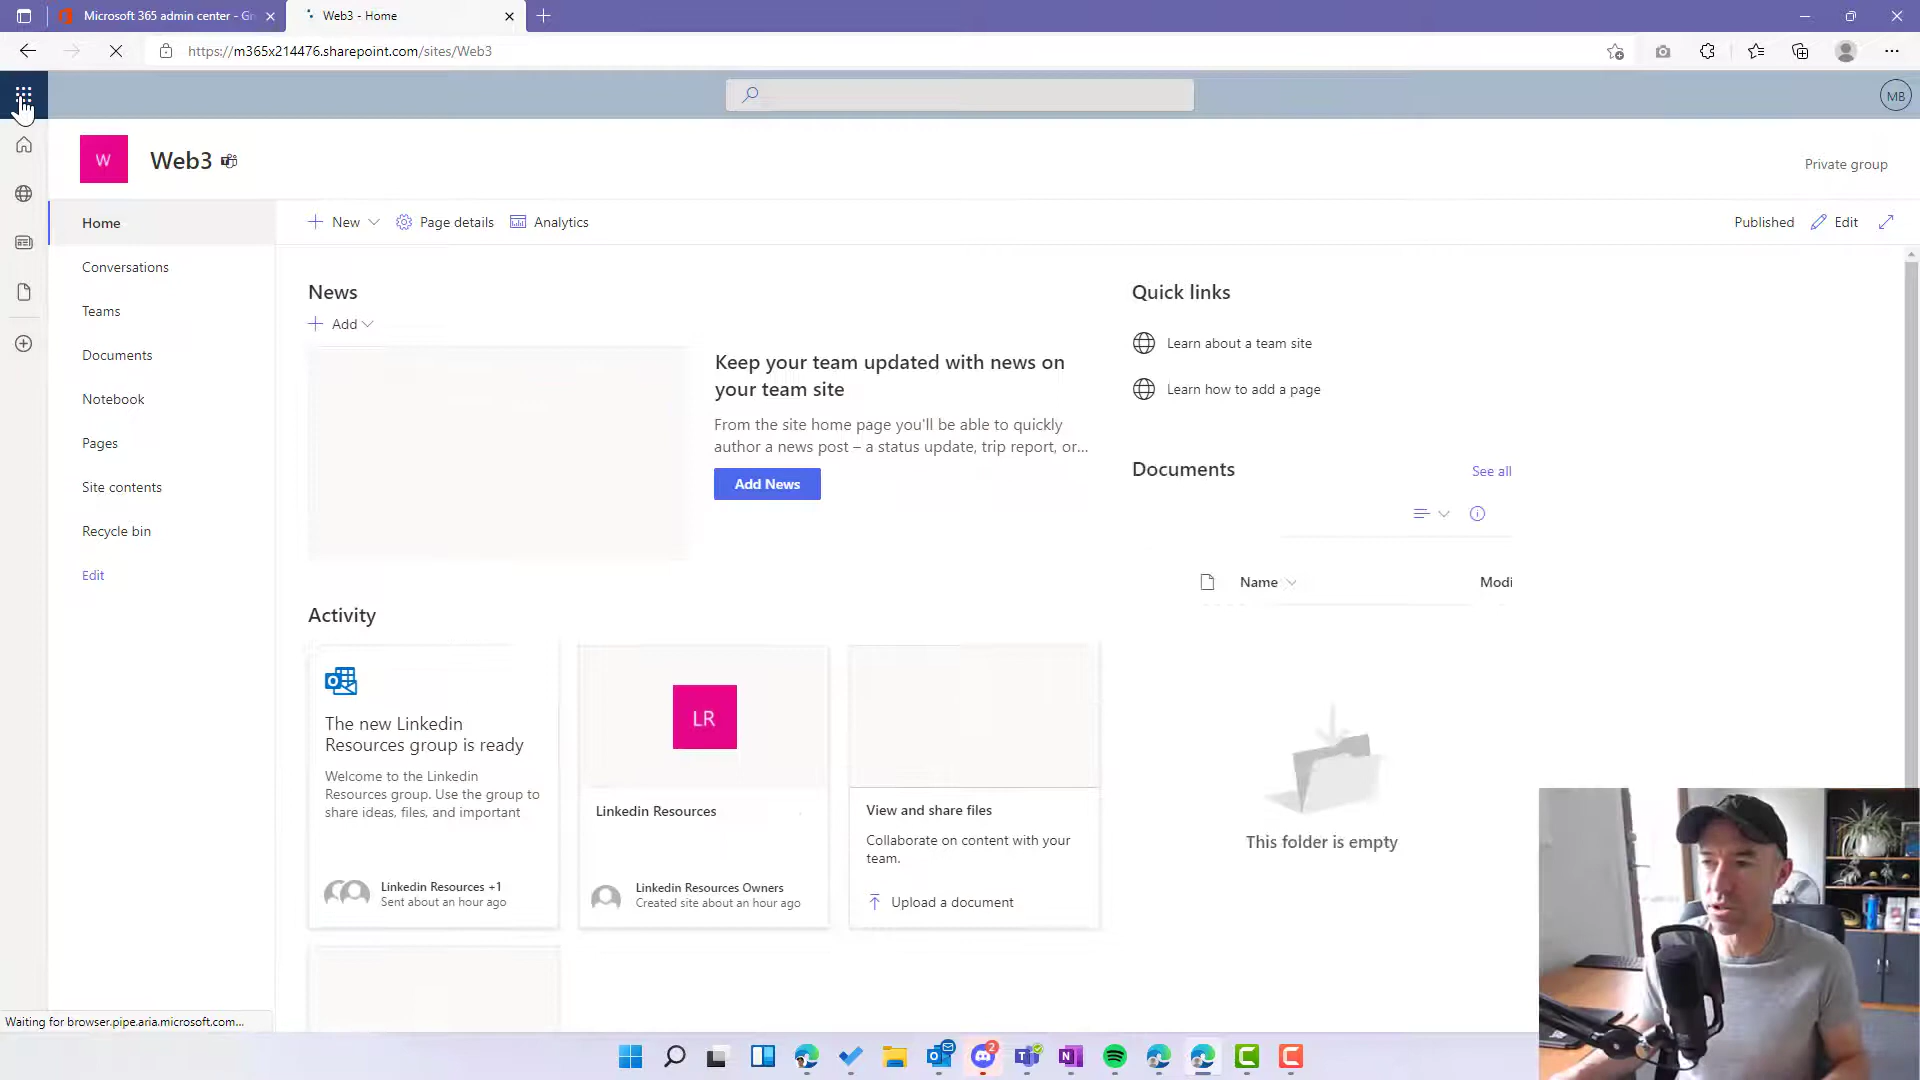 Microsoft 365 admin center - Gr
Web3 - Home
https://m365x214476.sharepoint.com/sites/Web3
MB
W
Web3
Private group
Home
New
Page details
Analytics
Published
Edit
Conversations
Teams
Documents
Notebook
Pages
Site contents
Recycle bin
Edit
News
Add
Keep your team updated with news on
your team site
From the site home page you'll be able to quickly
author a news post – a status update, trip report, or...
Add News
Quick links
Learn about a team site
Learn how to add a page
Documents
See all
Name
Modi
This folder is empty
Activity
The new Linkedin
Resources group is ready
Welcome to the Linkedin
Resources group. Use the group to
share ideas, files, and important
Linkedin Resources +1
Sent about an hour ago
LR
Linkedin Resources
Linkedin Resources Owners
Created site about an hour ago
View and share files
Collaborate on content with your
team.
Upload a document
Waiting for browser.pipe.aria.microsoft.com...
2